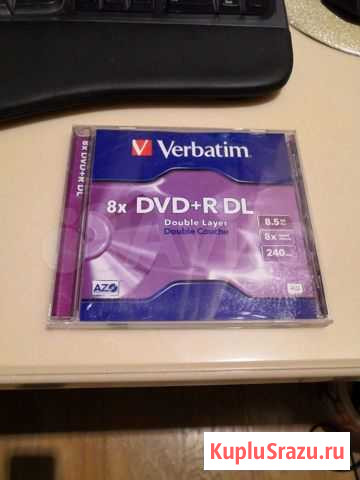 8x DVD+R DL
Verbatim
8x DVD+R DL
Double Layer
Double Couche
8.5
8x
240
AZO
KupluSrazu.ru